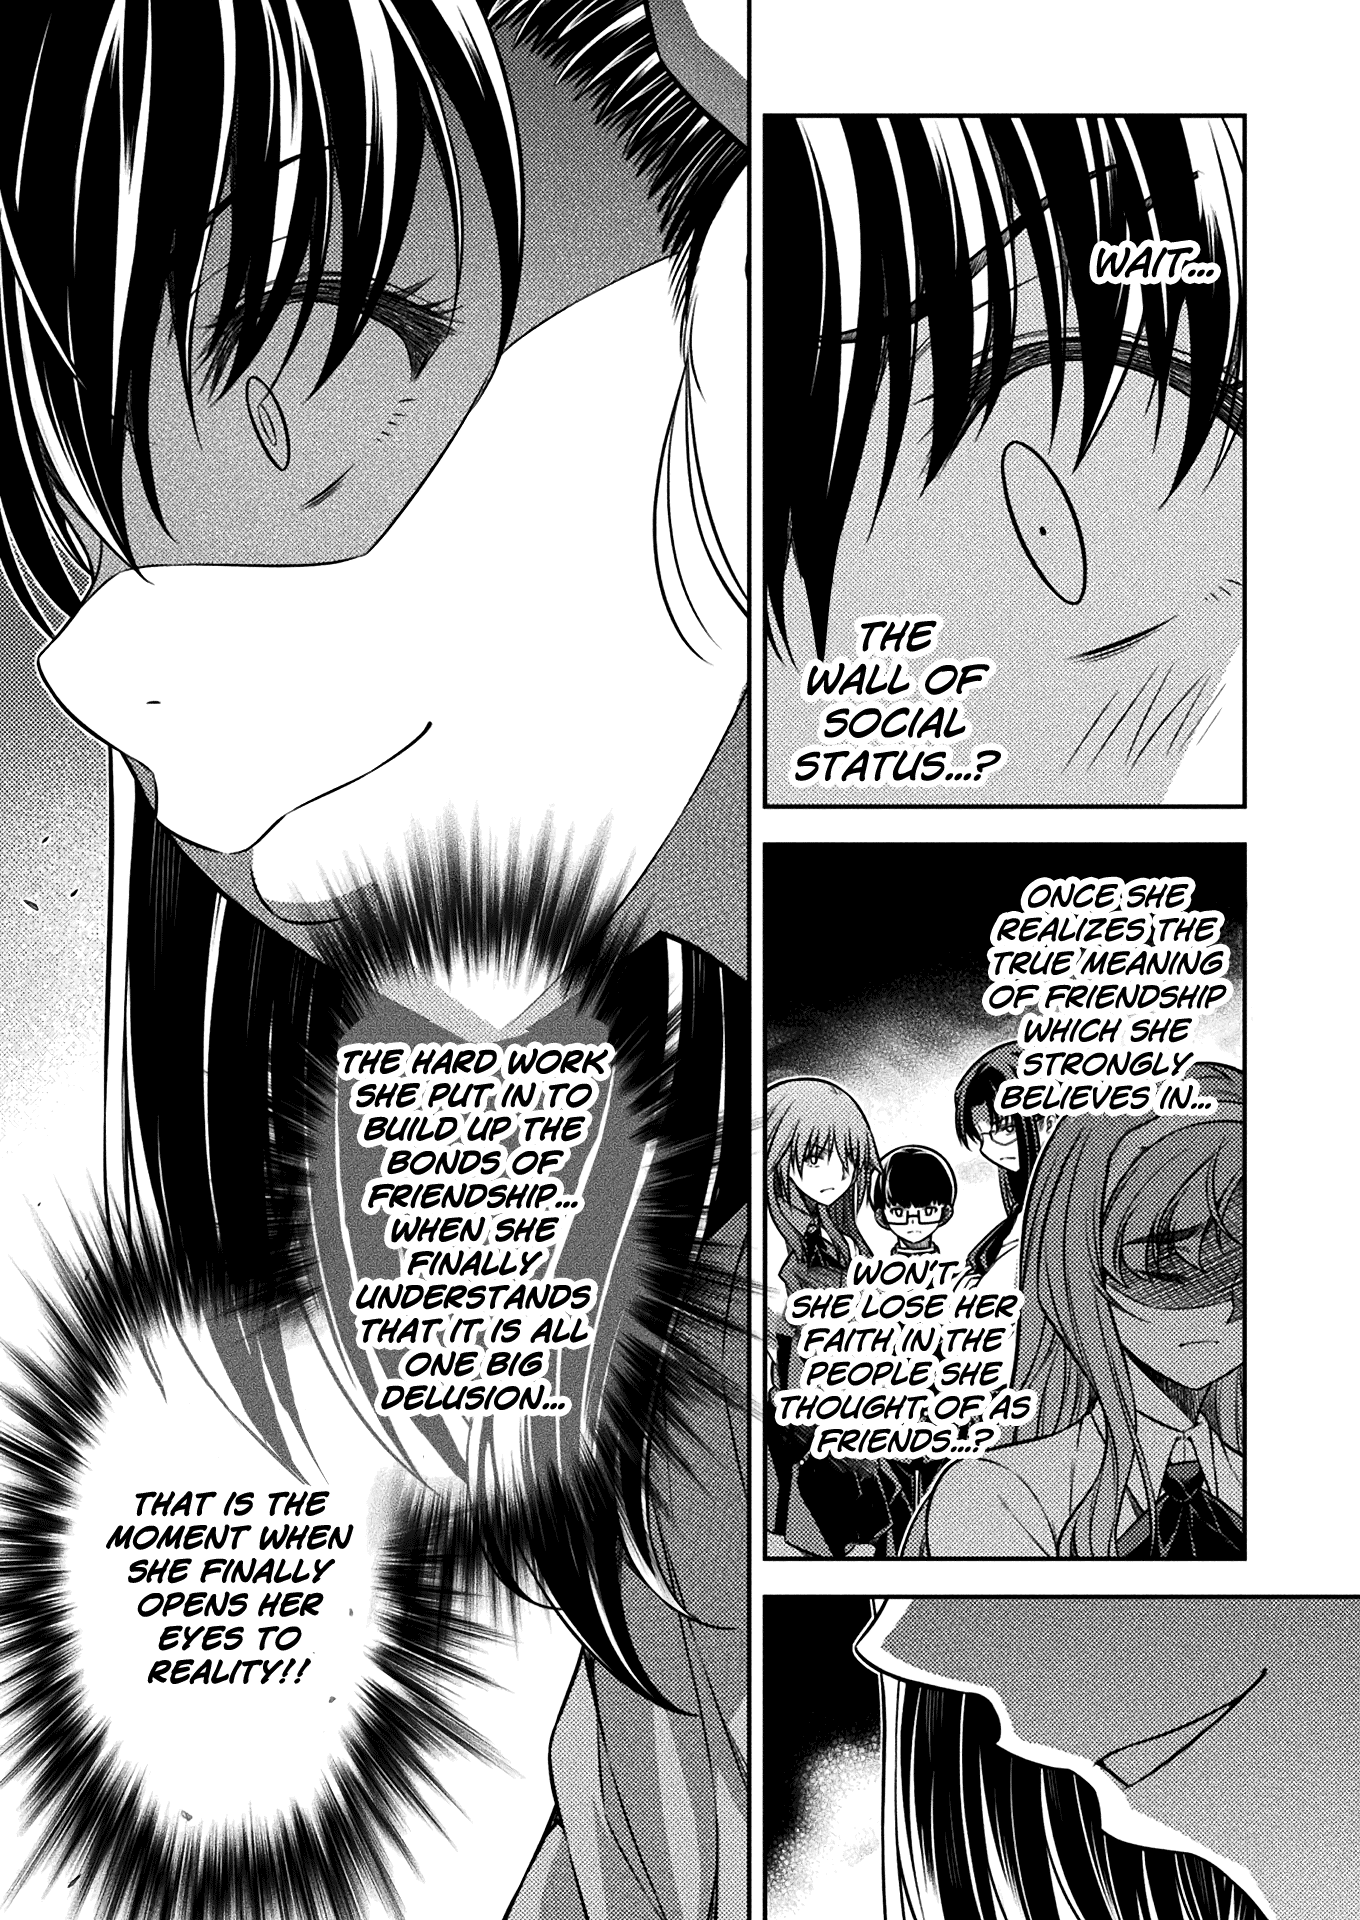 WAIT...
THE
WALL OF
SOCIAL
STATUS...?
ONCE SHE
REALIZES THE
TRUE MEANING
OF FRIENDSHIP
WHICH SHE
STRONGLY
BELIEVES IN...
WON'T
SHE LOSE HER
FAITH IN THE
PEOPLE SHE
THOUGHT OF AS
FRIENDS...?
THE HARD WORK
SHE PUT IN TO
BUILD UP THE
BONDS OF
FRIENDSHIP...
WHEN SHE
FINALLY
UNDERSTANDS
THAT IT IS ALL
ONE BIG
DELUSION...
THAT IS THE
MOMENT WHEN
SHE FINALLY
OPENS HER
EYES TO
REALITY!!